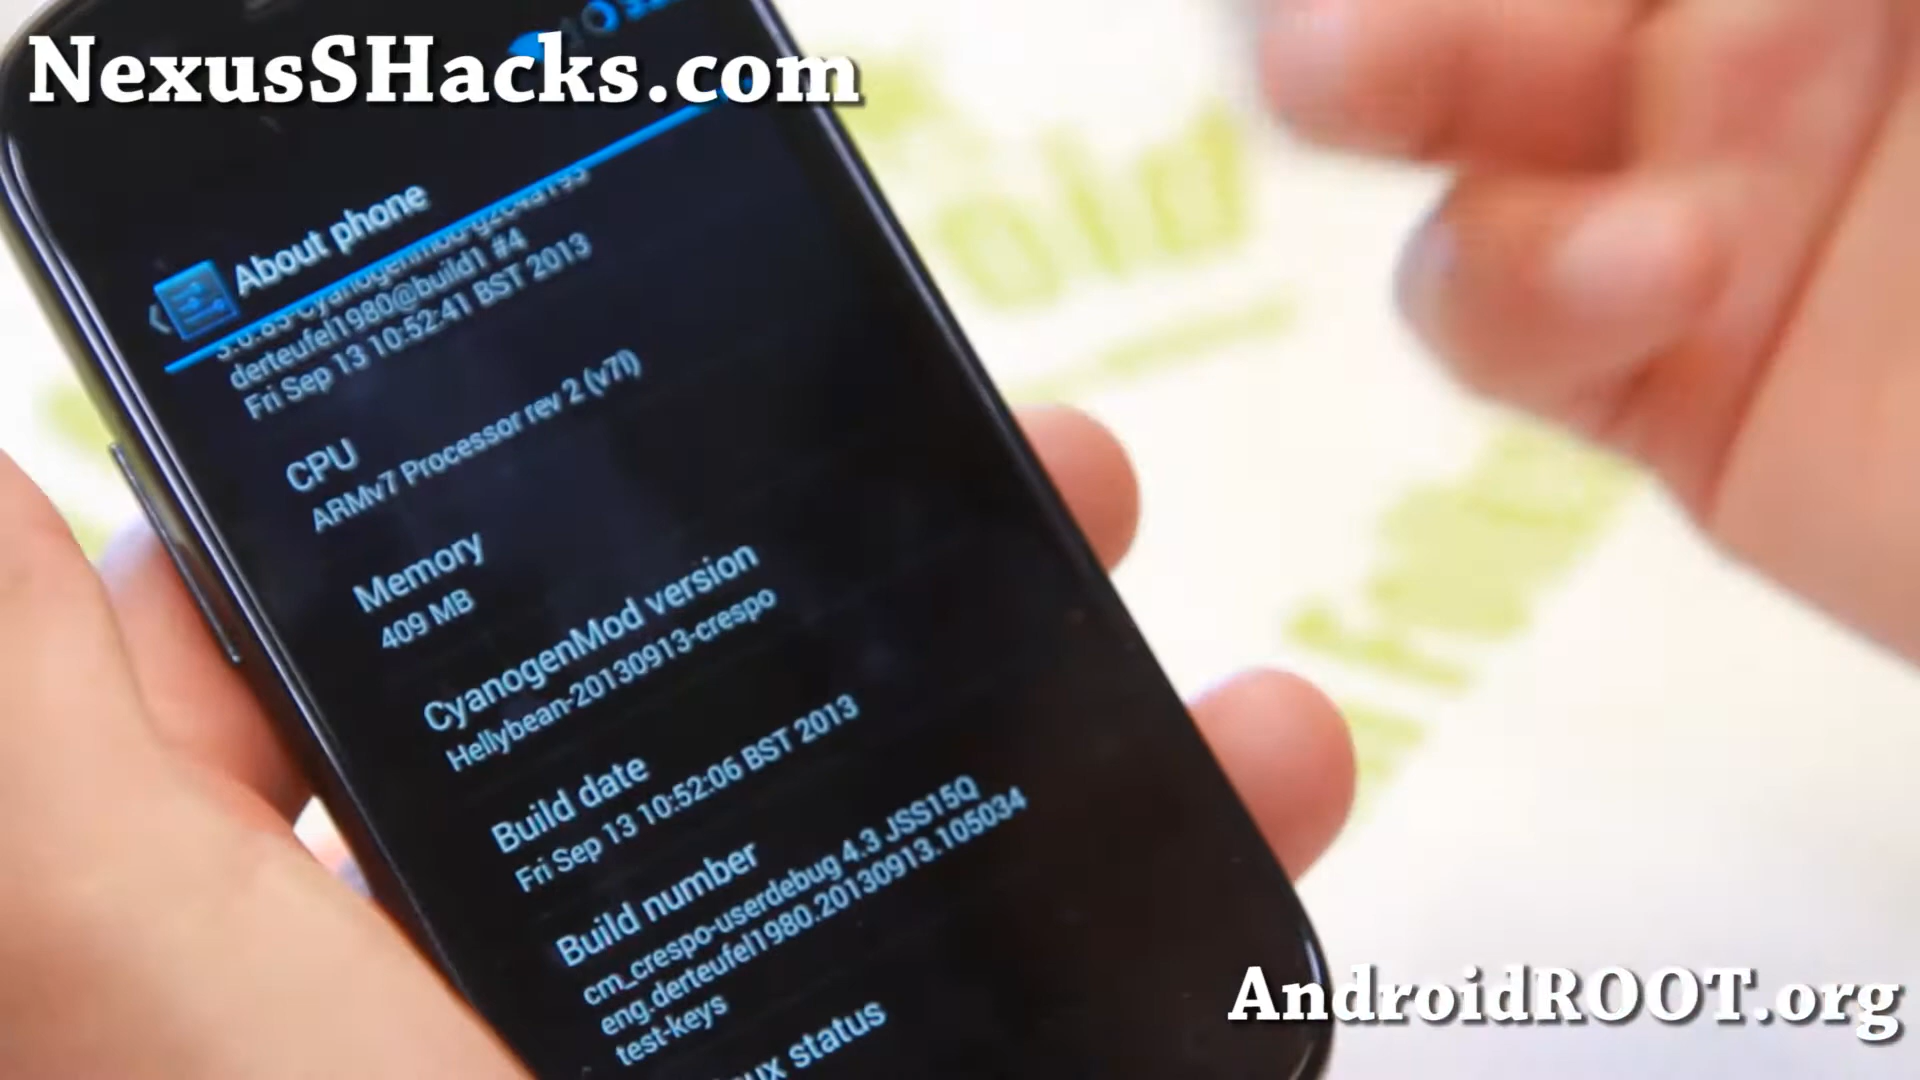 NexusSHacks.com
About phone
derteufel1980@build1 #4
Fri Sep 13 10:52:41 BST 2013
CPU
ARMv7 Processor rev 2 (v7l)
Memory
409 MB
CyanogenMod version
Hellybean-20130913-crespo
Build date
Fri Sep 13 10:52:06 BST 2013
Build number
cm_crespo-userdebug 4.3 JSS15Q
eng.derteufel1980.20130913.105034
test-keys
status
AndroidROOT.org